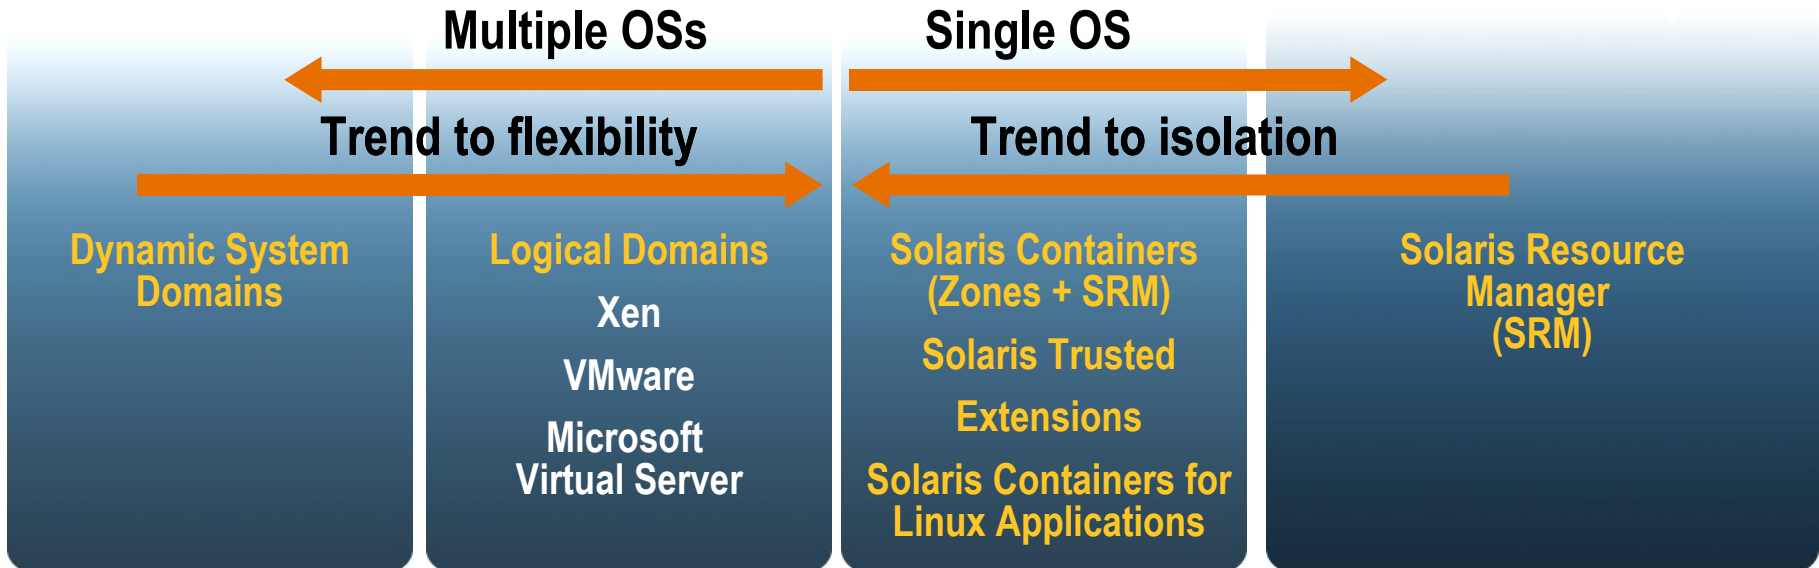 Multiple OSs
Single OS
Trend to flexibility
Trend to isolation
Dynamic System
Domains
Logical Domains
Xen
VMware
Microsoft
Virtual Server
Solaris Containers
(Zones + SRM)
Solaris Trusted
Extensions
Solaris Containers for
Linux Applications
Solaris Resource
Manager
(SRM)